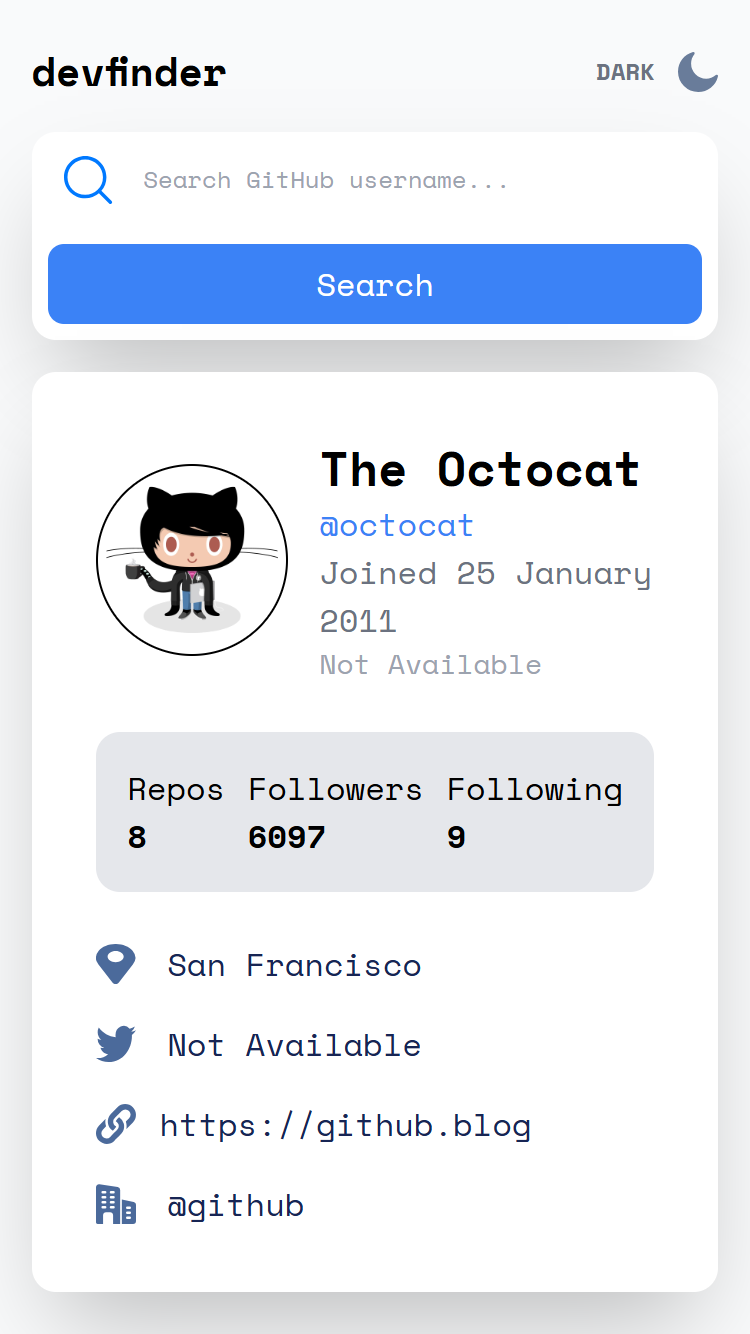 devfinder
DARK
Search GitHub username...
Search
The Octocat
@octocat
Joined 25 January
2011
Not Available
Repos Followers Following
8 6097 9
San Francisco
Not Available
https://github.blog
@github